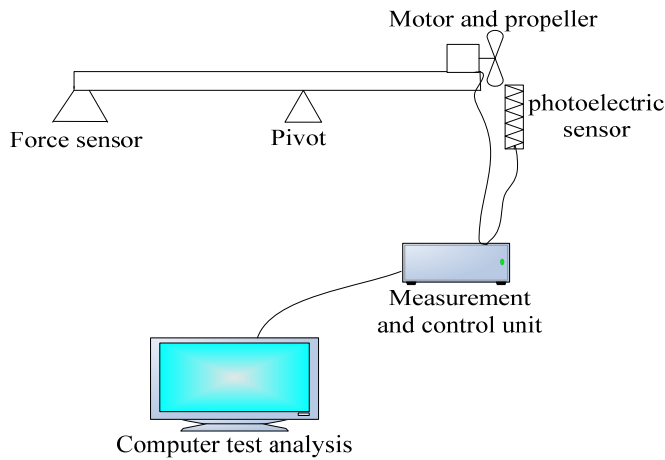 Motor and propeller
photoelectric
sensor
Force sensor
Pivot
Measurement
and control unit
Computer test analysis